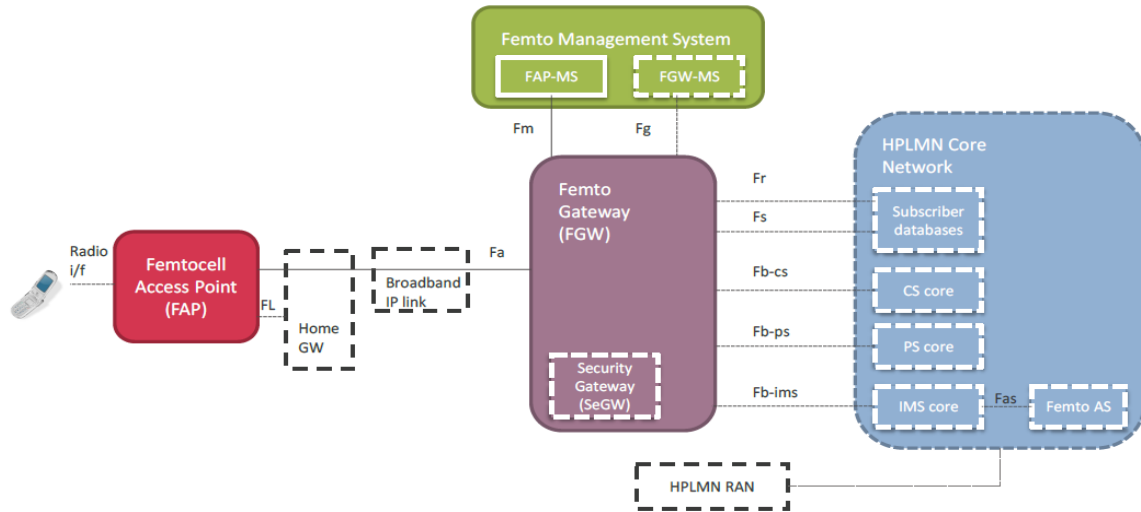 Femto Management System
FAP-MS
FGW-MS
Fm
Fg
HPLMN Core
Network
Femto
Gateway
(FGW)
Fr
Subscriber
databases
Fs
Radio
i/f
Femtocell
Access Point
(FAP)
Fa
Broadband
IP link
FL
Home
GW
Fb-cs
CS core
Fb-ps
PS core
Security
Gateway
(SeGW)
Fb-ims
IMS core
Fas
Femto AS
HPLMN RAN